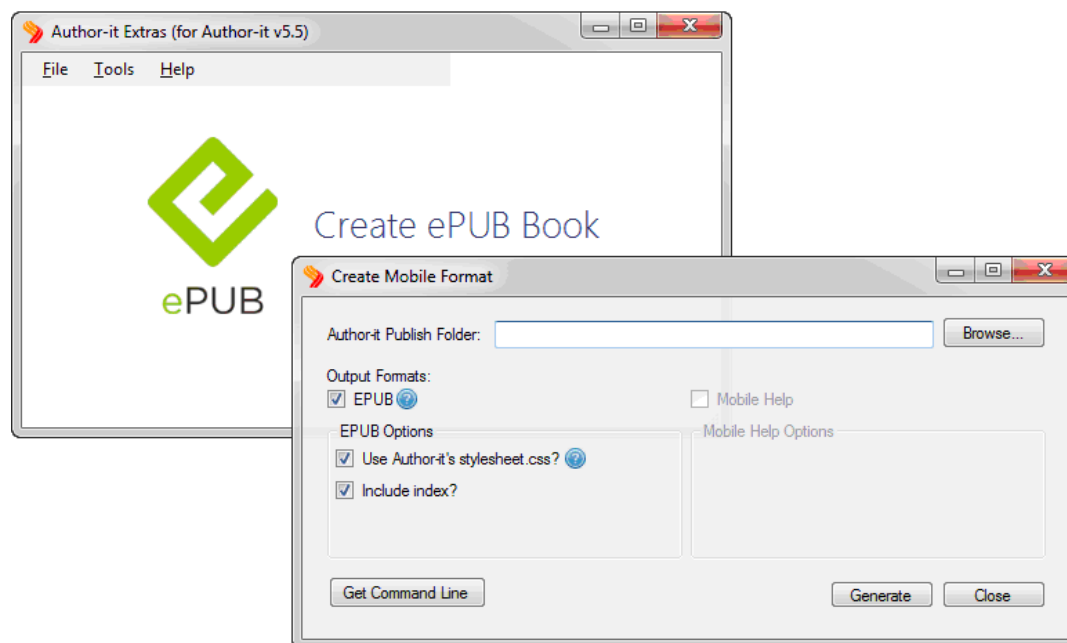 Author-it Extras (for Author-it v5.5)
File Tools Help
Create ePUB Book
ePUB
Create Mobile Format
Author-it Publish Folder:
Browse...
Output Formats:
EPUB
Mobile Help
EPUB Options
Mobile Help Options
Use Author-it's stylesheet.css?
Include index?
Get Command Line
Generate
Close